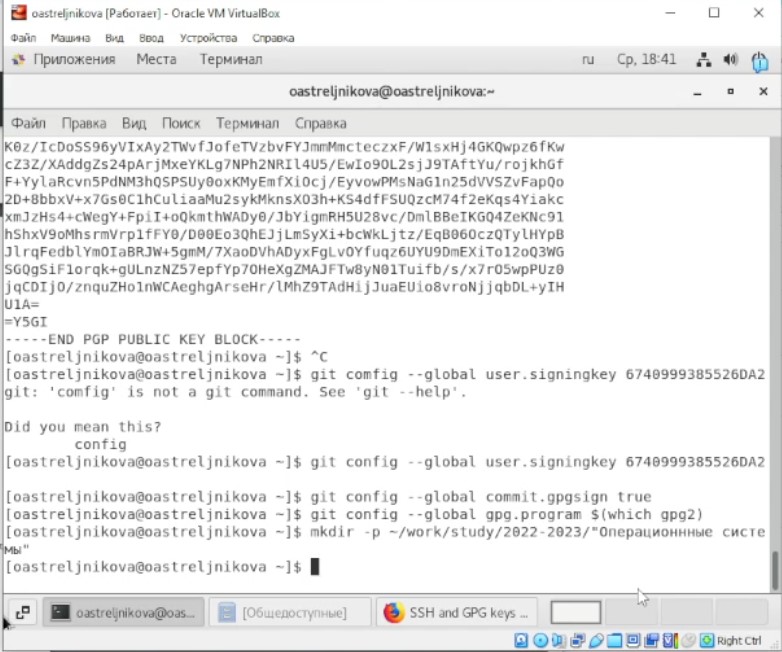 oastreljnikova [Работает] - Oracle VM VirtualBox
Файл Машина Вид Ввод Устройства Справка
Приложения Места Терминал ru Ср, 18:41
oastreljnikova@oastreljnikova:~
Файл Правка Вид Поиск Терминал Справка
K0z/IcDoSS96yVIxAy2TWvfJofeTVzbvFYJmmMmcteczxF/W1sxHj4GKQwpz6fKw
cZ3Z/XAddgZs24pArjMxeYKLg7NPh2NRIl4U5/EwIo9OL2sjJ9TAftYu/rojkhGf
F+YylaRcvn5PdNM3hQSPSUy0oxKMyEmfXiOcj/EyvowPMsNaG1n25dVVSZvFapQo
2D+8bbxV+x7Gs0C1hCuliaaMu2sykMknsXO3h+KS4dfFSUQzcM74f2eKqs4Yiakc
xmJzHs4+cWegY+FpiI+oQkmthWADy0/JbYigmRH5U28vc/DmlBBeIKGQ4ZeKNc91
hShxV9oMhsrmVrp1fFY0/D00Eo3QhEJjLmSyXi+bcWkLjtz/EqB06OczQTylHYpB
JlrqFedblYmOIaBRJW+5gmM/7XaoDVhADyxFgLvOYfuqz6UYU9DmEXiTo12oQ3WG
SGQgSiF1orqk+gULnzNZ57epfYp7OHeXgZMAJFTw8yN01Tuifb/s/x7rO5wpPUz0
jqCDIjO/znquZHo1nWCAeghgArseHr/lMhZ9TAdHijJuaEUio8vroNjjqbDL+yIH
U1A=
=Y5GI
-----END PGP PUBLIC KEY BLOCK-----
[oastreljnikova@oastreljnikova ~]$ ^C
[oastreljnikova@oastreljnikova ~]$ git comfig --global user.signingkey 6740999385526DA2
git: 'comfig' is not a git command. See 'git --help'.
Did you mean this?
config
[oastreljnikova@oastreljnikova ~]$ git config --global user.signingkey 6740999385526DA2
[oastreljnikova@oastreljnikova ~]$ git config --global commit.gpgsign true
[oastreljnikova@oastreljnikova ~]$ git config --global gpg.program $(which gpg2)
[oastreljnikova@oastreljnikova ~]$ mkdir -p ~/work/study/2022-2023/"Операционнные систе
мы"
[oastreljnikova@oastreljnikova ~]$
oastreljnikova@oas... [Общедоступные] SSH and GPG keys ...
Right Ctrl